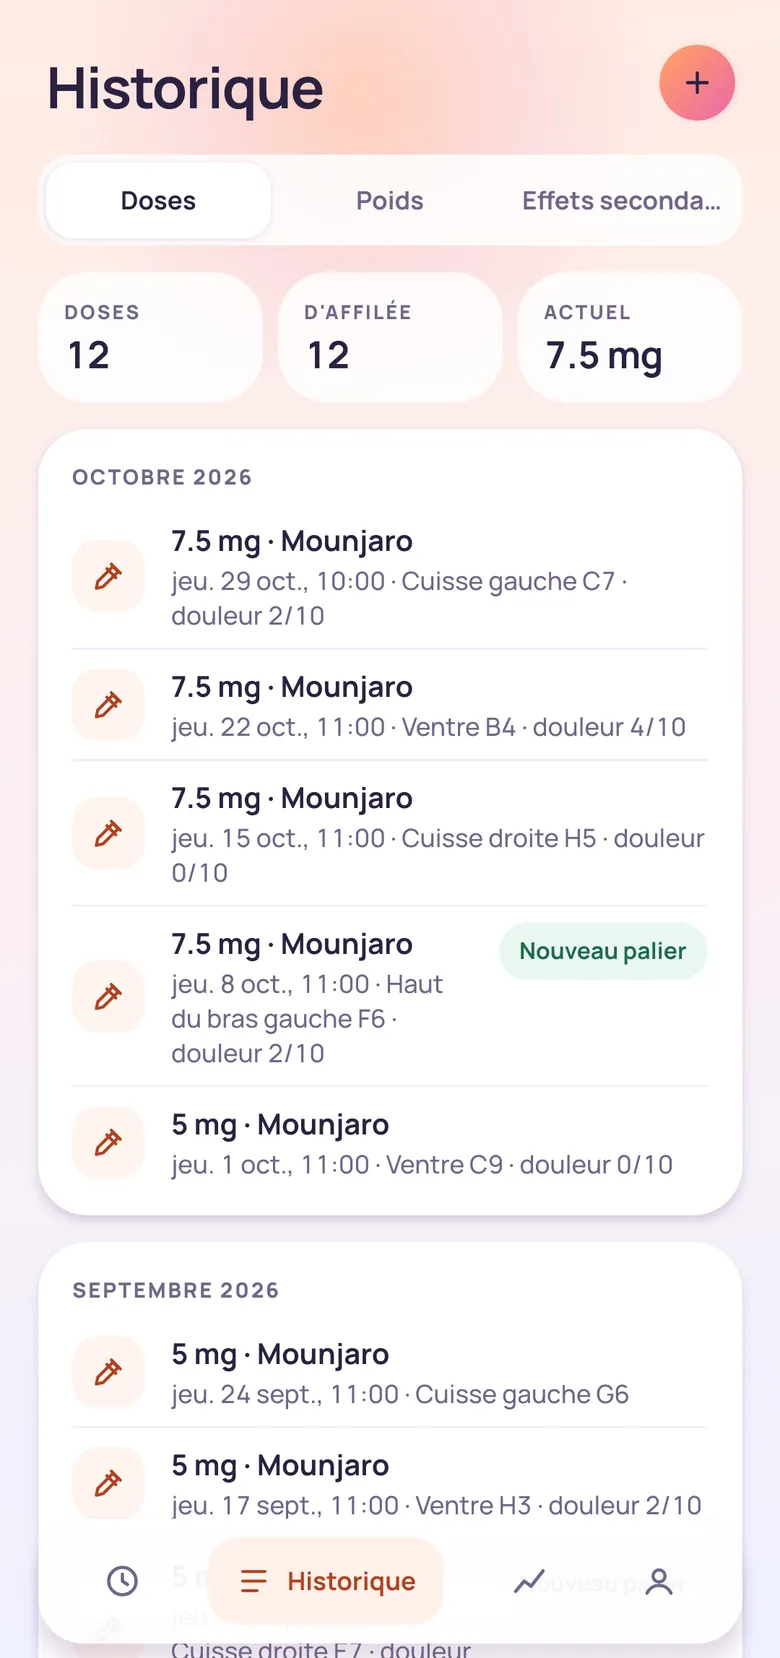 Historique
Doses
Poids
Effets seconda…
DOSES
12
D'AFFILÉE
12
ACTUEL
7.5 mg
OCTOBRE 2026
7.5 mg · Mounjaro
jeu. 29 oct., 10:00 · Cuisse gauche C7 ·
douleur 2/10
7.5 mg · Mounjaro
jeu. 22 oct., 11:00 · Ventre B4 · douleur 4/10
7.5 mg · Mounjaro
jeu. 15 oct., 11:00 · Cuisse droite H5 · douleur
0/10
7.5 mg · Mounjaro
Nouveau palier
jeu. 8 oct., 11:00 · Haut
du bras gauche F6 ·
douleur 2/10
5 mg · Mounjaro
jeu. 1 oct., 11:00 · Ventre C9 · douleur 0/10
SEPTEMBRE 2026
5 mg · Mounjaro
jeu. 24 sept., 11:00 · Cuisse gauche G6
5 mg · Mounjaro
jeu. 17 sept., 11:00 · Ventre H3 · douleur 2/10
Historique
Cuisse droite F7 · douleur